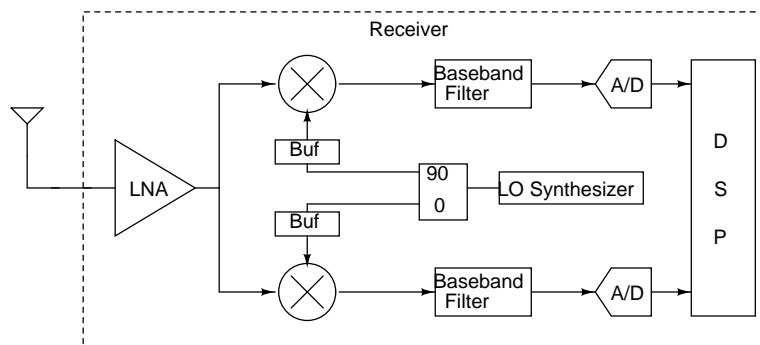 Receiver
Baseband
Filter
A/D
Buf
D
LNA
90
LO Synthesizer
S
0
Buf
P
Baseband
Filter
A/D